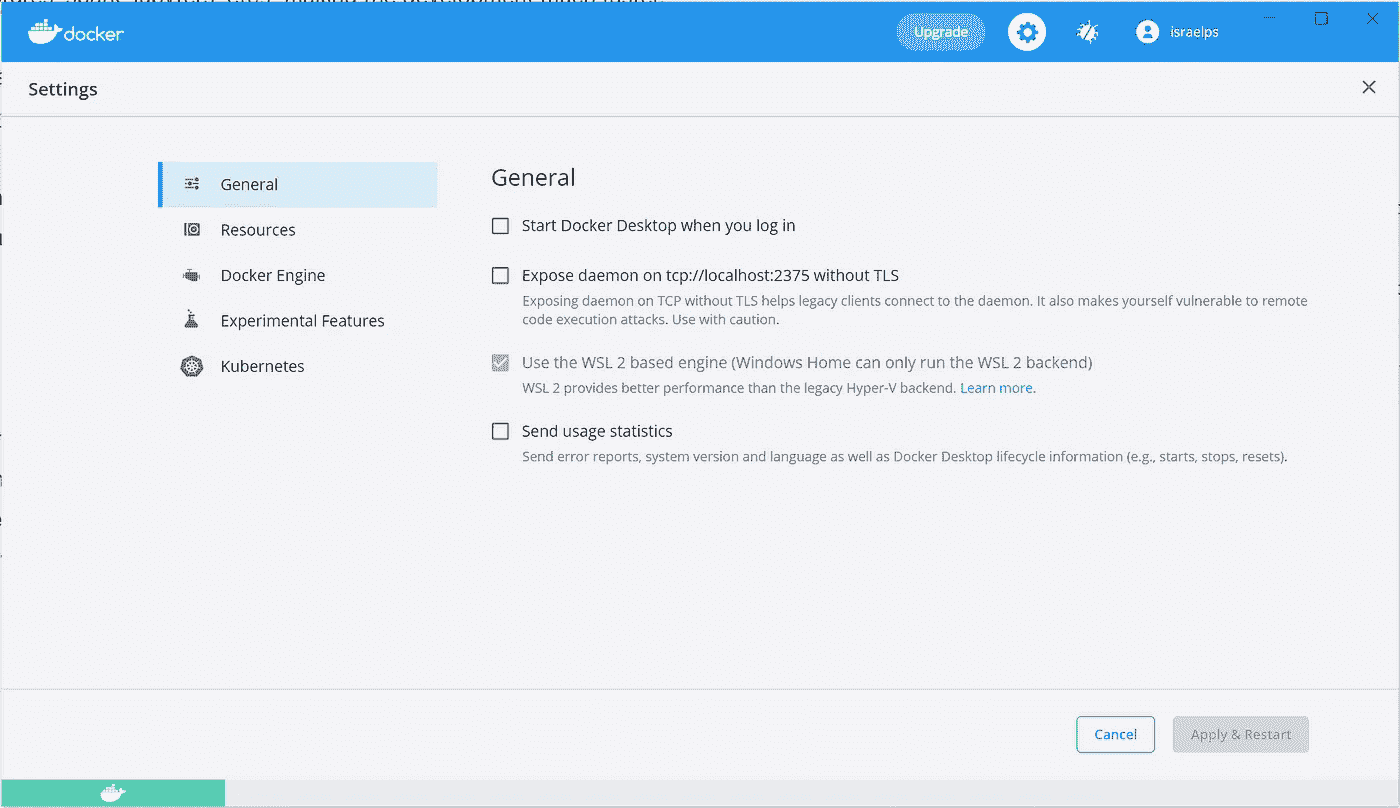 docker
Upgrade
israelps
Settings
General
Resources
Docker Engine
Experimental Features
Kubernetes
General
Start Docker Desktop when you log in
Expose daemon on tcp://localhost:2375 without TLS
Exposing daemon on TCP without TLS helps legacy clients connect to the daemon. It also makes yourself vulnerable to remote
code execution attacks. Use with caution.
Use the WSL 2 based engine (Windows Home can only run the WSL 2 backend)
WSL 2 provides better performance than the legacy Hyper-V backend. Learn more.
Send usage statistics
Send error reports, system version and language as well as Docker Desktop lifecycle information (e.g., starts, stops, resets).
Cancel
Apply & Restart